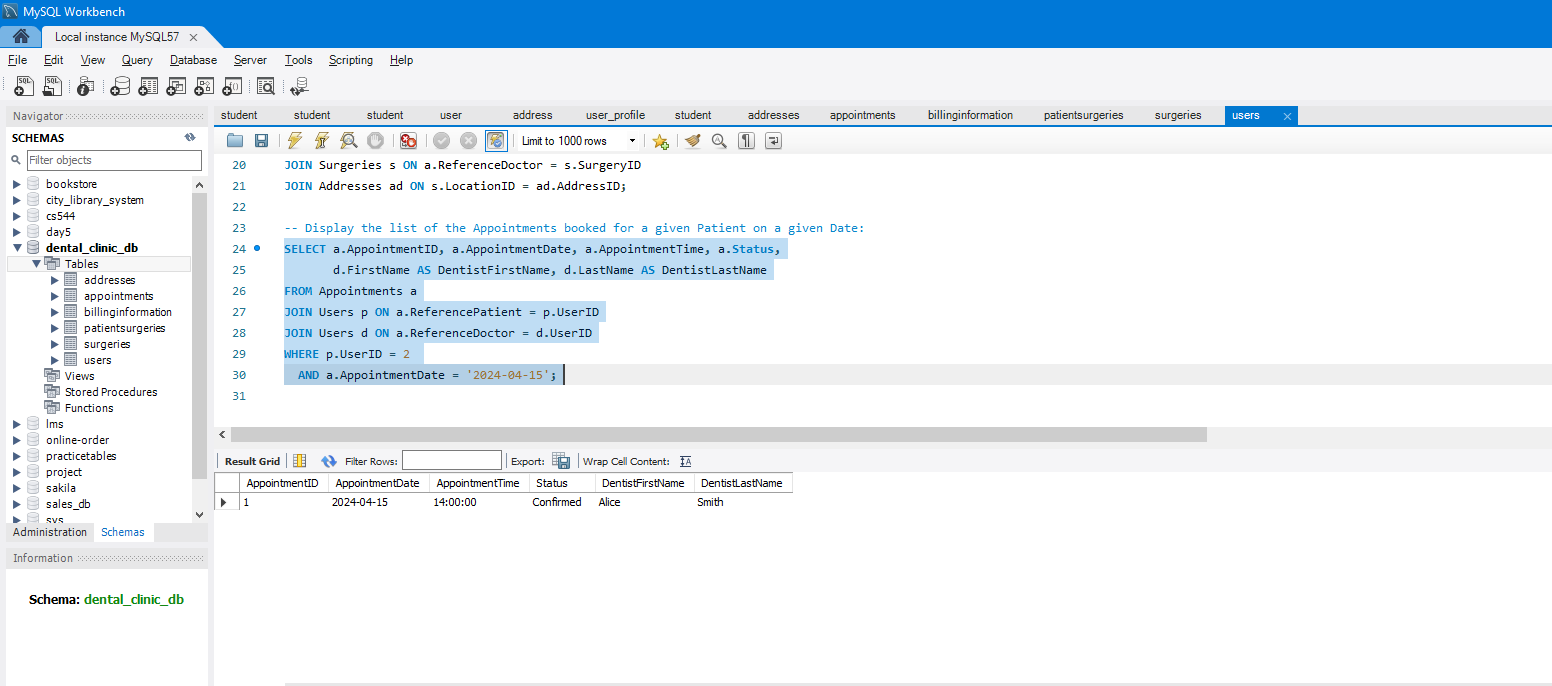 MySQL Workbench
Local instance MySQL57
File Edit View Query Database Server Tools Scripting Help
Navigator
SCHEMAS
Filter objects
bookstore
city_library_system
cs544
day5
dental_clinic_db
Tables
addresses
appointments
billinginformation
patientsurgeries
surgeries
users
Views
Stored Procedures
Functions
lms
online-order
practicetables
project
sakila
sales_db
sys
Administration Schemas
Information
Schema: dental_clinic_db
student student student user address user_profile student addresses appointments billinginformation patientsurgeries surgeries users
Limit to 1000 rows
20 JOIN Surgeries s ON a.ReferenceDoctor = s.SurgeryID
21 JOIN Addresses ad ON s.LocationID = ad.AddressID;
22
23 -- Display the list of the Appointments booked for a given Patient on a given Date:
24 SELECT a.AppointmentID, a.AppointmentDate, a.AppointmentTime, a.Status,
25 d.FirstName AS DentistFirstName, d.LastName AS DentistLastName
26 FROM Appointments a
27 JOIN Users p ON a.ReferencePatient = p.UserID
28 JOIN Users d ON a.ReferenceDoctor = d.UserID
29 WHERE p.UserID = 2
30 AND a.AppointmentDate = '2024-04-15';
31
Result Grid Filter Rows: Export: Wrap Cell Content:
AppointmentID AppointmentDate AppointmentTime Status DentistFirstName DentistLastName
1 2024-04-15 14:00:00 Confirmed Alice Smith